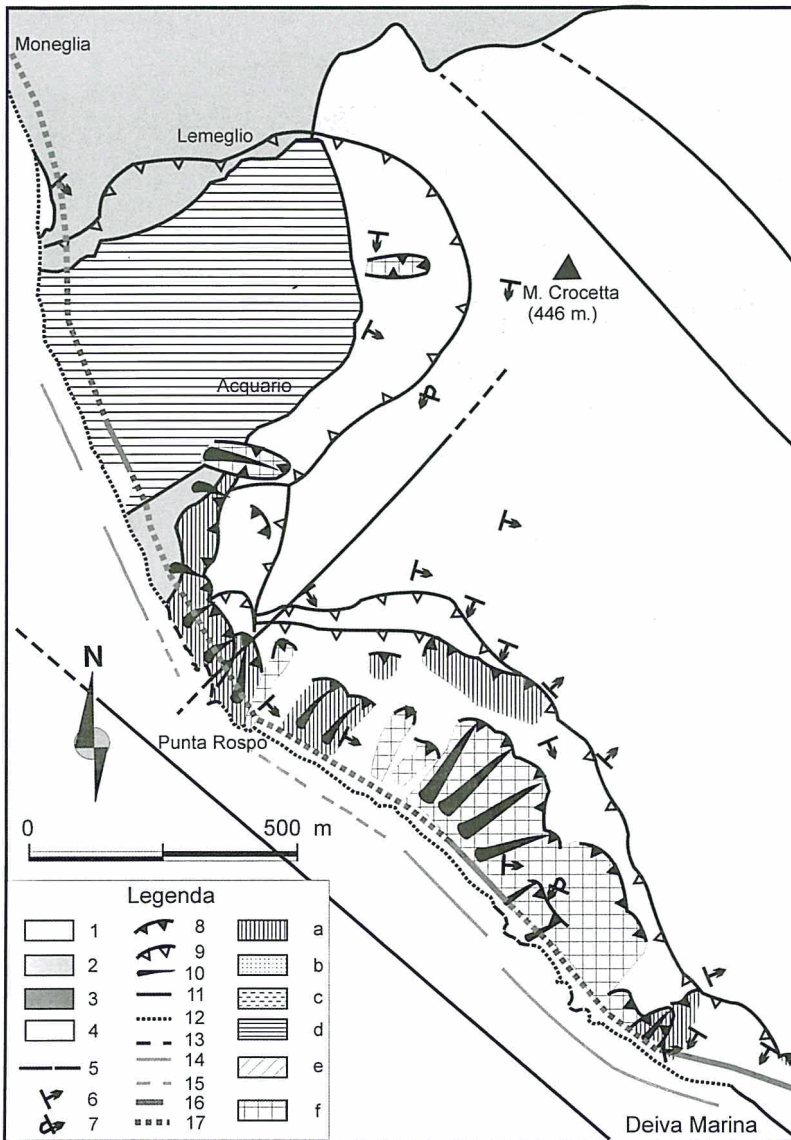 Moneglia
Lemeglio
M. Crocetta
(446 m.)
Acquario
N
Punta Rospo
0 500 m
Legenda
1 8 a
2 9 b
10
3 11 c
4 12 d
13
5 14 e
6 15
16 f
7 17
Deiva Marina